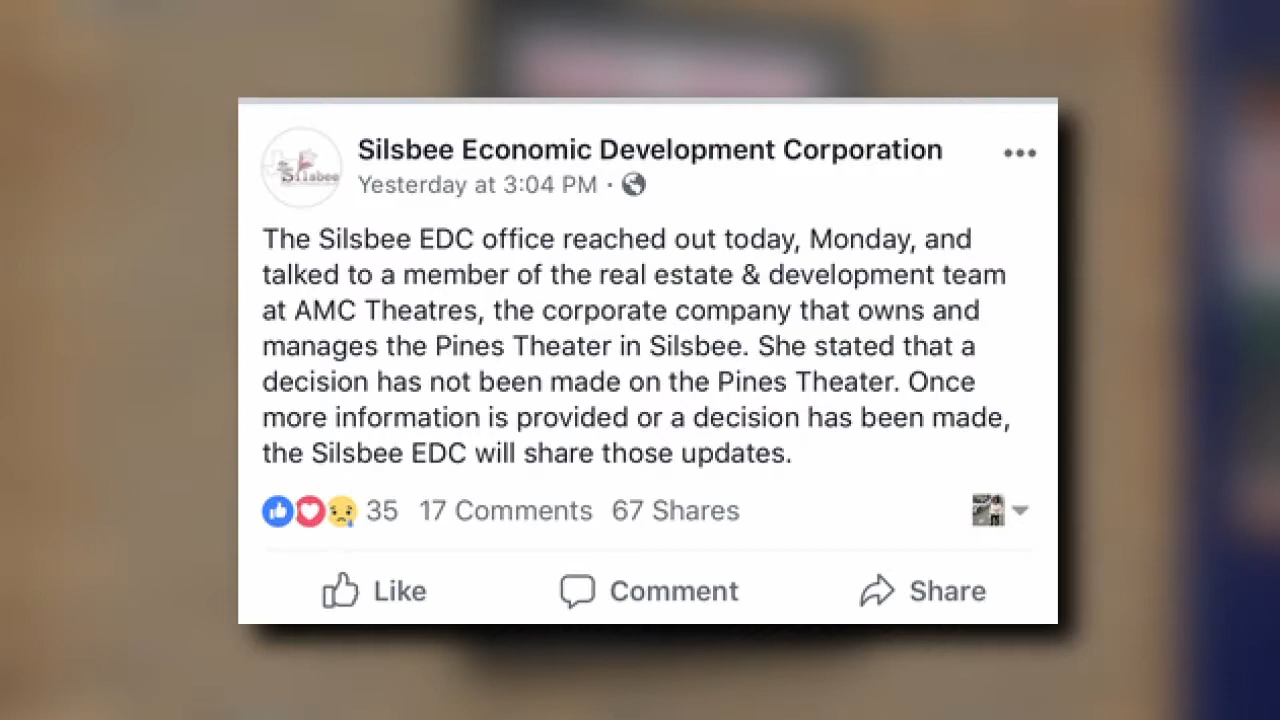 Silsbee
Silsbee Economic Development Corporation
Yesterday at 3:04 PM ·
The Silsbee EDC office reached out today, Monday, and
talked to a member of the real estate & development team
at AMC Theatres, the corporate company that owns and
manages the Pines Theater in Silsbee. She stated that a
decision has not been made on the Pines Theater. Once
more information is provided or a decision has been made,
the Silsbee EDC will share those updates.
35 17 Comments 67 Shares
Like Comment Share